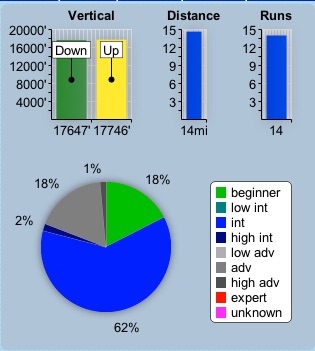 Vertical
Distance
Runs
20000'
16000'
12000'
8000'
4000'
Down
Up
17647' 17746'
15
12
9
6
3
14mi
15
12
9
6
3
14
1%
18%
18%
2%
62%
beginner
low int
int
high int
low adv
adv
high adv
expert
unknown